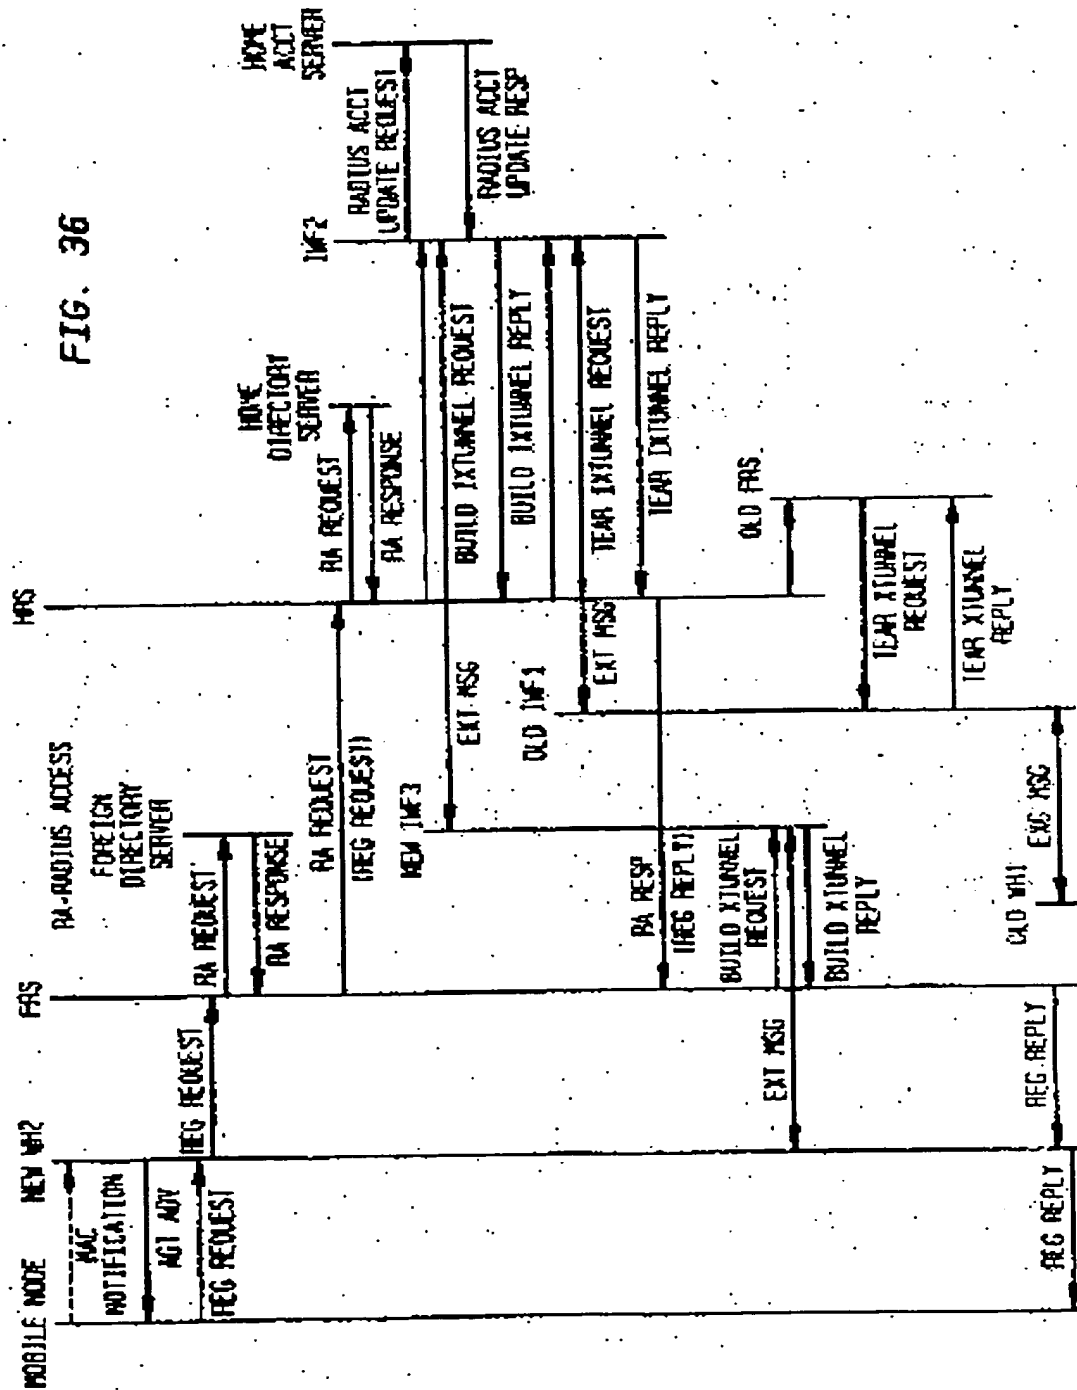 FIG. 36
MOBILE NODE
NEW WH2
FRS
RA-RADIUS ACCESS
FOREIGN
DIRECTORY
SERVER
HRS
HOME
DIRECTORY
SERVER
IWF2
HOME
ACCT
SERVER
MAC
NOTIFICATION
AGT ADV
REG REQUEST
REG REQUEST
RA REQUEST
RA RESPONSE
RA REQUEST
(REG REQUEST)
RA REQUEST
RA RESPONSE
RADIUS ACCT
UPDATE REQUEST
RADIUS ACCT
UPDATE RESP
BUILD IXTUNNEL REQUEST
EXT MSG
NEW IWF3
BUILD IXTUNNEL REPLY
TEAR IXTUNNEL REQUEST
EXT MSG
OLD IWF1
TEAR IXTUNNEL REPLY
RA RESP
(REG REPLY)
OLD FRS
BUILD XTUNNEL
REQUEST
EXT MSG
BUILD XTUNNEL
REPLY
TEAR XTUNNEL
REQUEST
TEAR XTUNNEL
REPLY
OLD WH1
EXC MSG
REG REPLY
REG REPLY